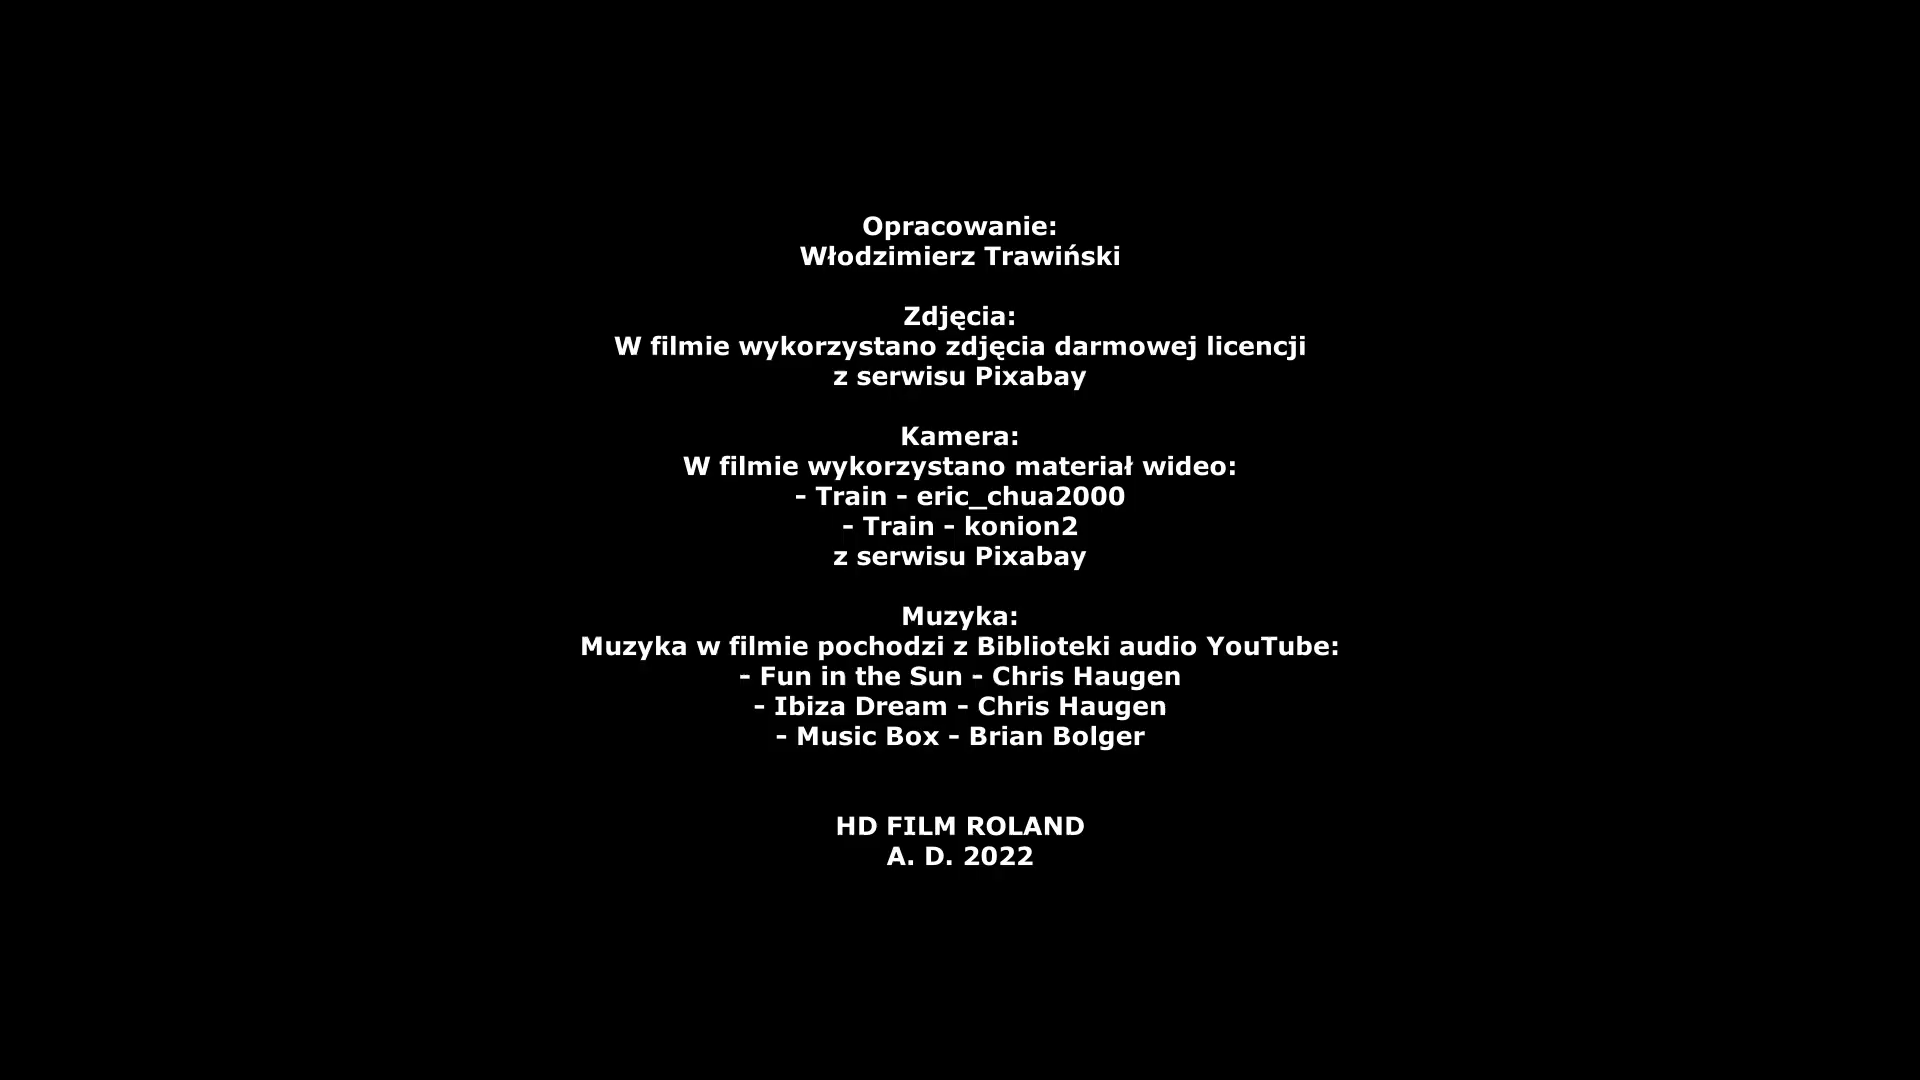 Opracowanie:
Włodzimierz Trawiński
Zdjęcia:
W filmie wykorzystano zdjęcia darmowej licencji
z serwisu Pixabay
Kamera:
W filmie wykorzystano materiał wideo:
- Train - eric_chua2000
- Train - konion2
z serwisu Pixabay
Muzyka:
Muzyka w filmie pochodzi z Biblioteki audio YouTube:
- Fun in the Sun - Chris Haugen
- Ibiza Dream - Chris Haugen
- Music Box - Brian Bolger
HD FILM ROLAND
A. D. 2022